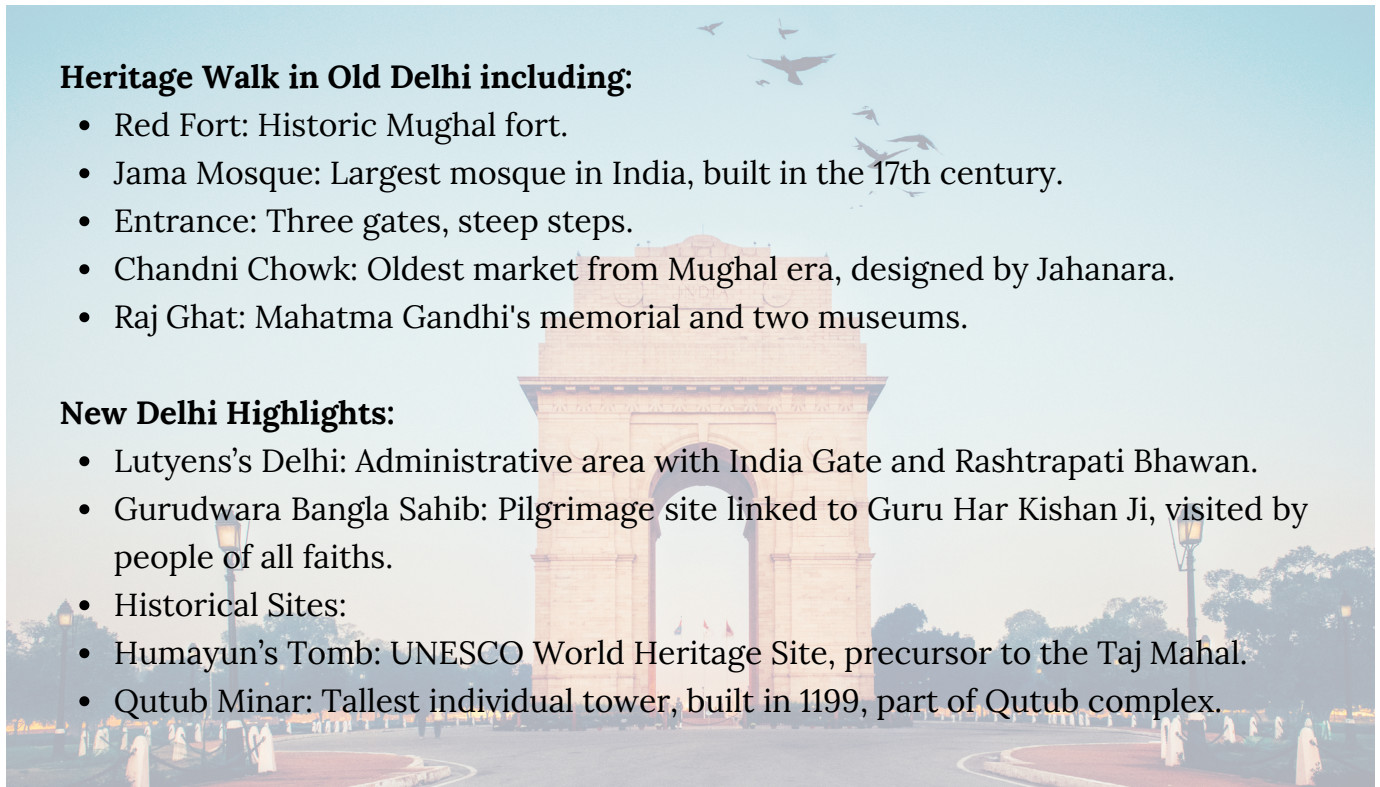 Heritage Walk in Old Delhi including:
• Red Fort: Historic Mughal fort.
• Jama Mosque: Largest mosque in India, built in the 17th century.
• Entrance: Three gates, steep steps.
• Chandni Chowk: Oldest market from Mughal era, designed by Jahanara.
• Raj Ghat: Mahatma Gandhi's memorial and two museums.
New Delhi Highlights:
• Lutyens’s Delhi: Administrative area with India Gate and Rashtrapati Bhawan.
• Gurudwara Bangla Sahib: Pilgrimage site linked to Guru Har Kishan Ji, visited by
people of all faiths.
• Historical Sites:
• Humayun’s Tomb: UNESCO World Heritage Site, precursor to the Taj Mahal.
• Qutub Minar: Tallest individual tower, built in 1199, part of Qutub complex.
INDIA